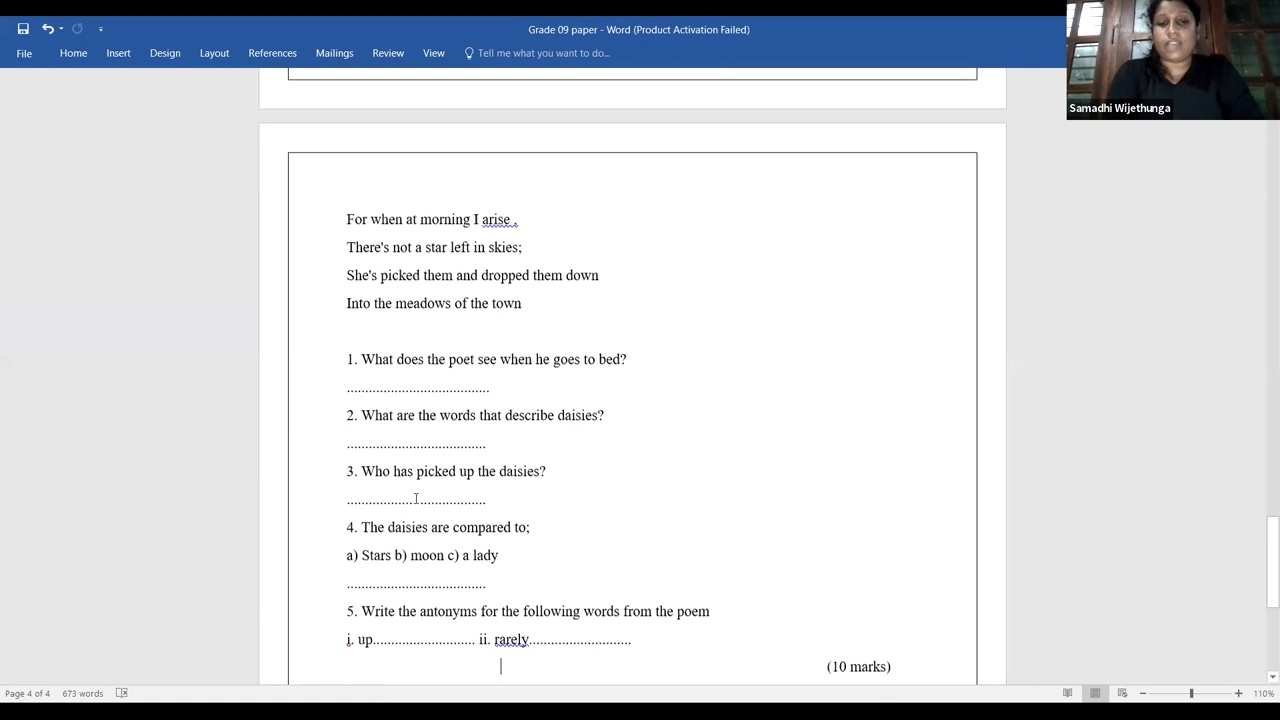 Grade 09 paper - Word (Product Activation Failed)
File Home Insert Design Layout References Mailings Review View Tell me what you want to do...
Samadhi Wijethunga
For when at morning I arise ,
There's not a star left in skies;
She's picked them and dropped them down
Into the meadows of the town
1. What does the poet see when he goes to bed?
.......................................
2. What are the words that describe daisies?
......................................
3. Who has picked up the daisies?
......................................
4. The daisies are compared to;
a) Stars b) moon c) a lady
......................................
5. Write the antonyms for the following words from the poem
i. up............................ ii. rarely............................
(10 marks)
Page 4 of 4 673 words 110%